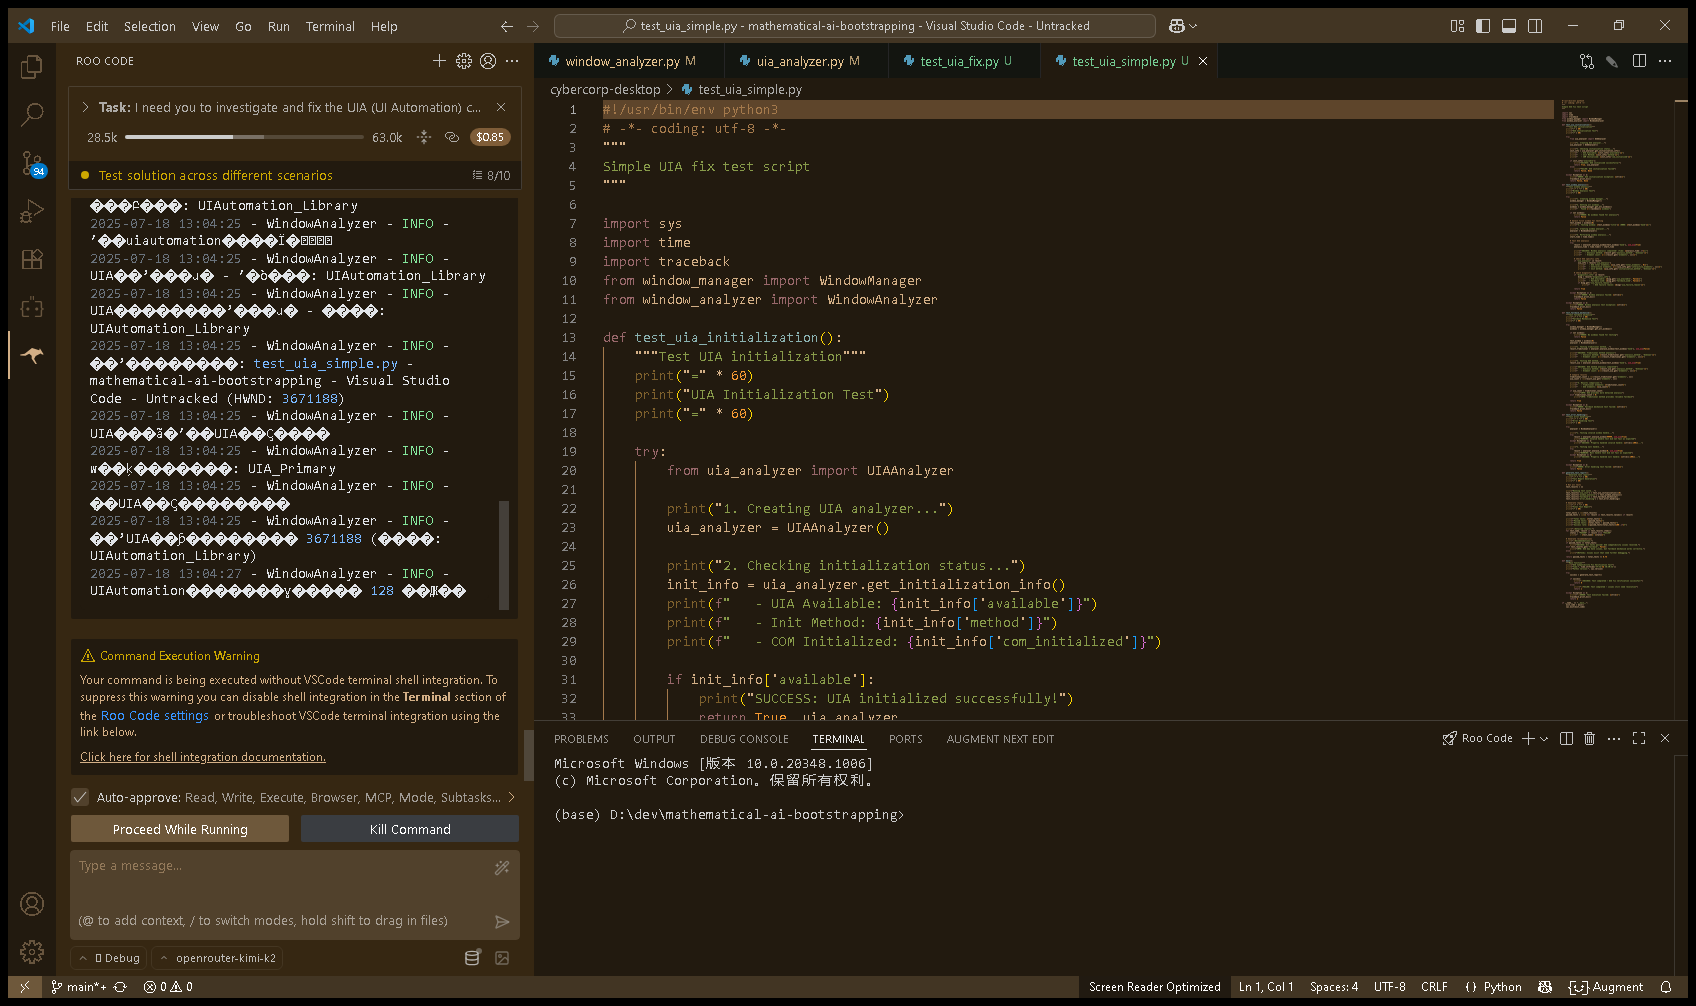 File Edit Selection View Go Run Terminal Help
test_uia_simple.py - mathematical-ai-bootstrapping - Visual Studio Code - Untracked
ROO CODE
Task: I need you to investigate and fix the UIA (UI Automation) c...
28.5k 63.0k $0.85
Test solution across different scenarios 8/10
94
: UIAutomation_Library
2025-07-18 13:04:25 - WindowAnalyzer - INFO -
uiautomation
2025-07-18 13:04:25 - WindowAnalyzer - INFO -
UIA - : UIAutomation_Library
2025-07-18 13:04:25 - WindowAnalyzer - INFO -
UIA - :
UIAutomation_Library
2025-07-18 13:04:25 - WindowAnalyzer - INFO -
: test_uia_simple.py -
mathematical-ai-bootstrapping - Visual Studio
Code - Untracked (HWND: 3671188)
2025-07-18 13:04:25 - WindowAnalyzer - INFO -
UIA UIA
2025-07-18 13:04:25 - WindowAnalyzer - INFO -
: UIA_Primary
2025-07-18 13:04:25 - WindowAnalyzer - INFO -
UIA
2025-07-18 13:04:25 - WindowAnalyzer - INFO -
UIA 3671188 ( :
UIAutomation_Library)
2025-07-18 13:04:27 - WindowAnalyzer - INFO -
UIAutomation 128
Command Execution Warning
Your command is being executed without VSCode terminal shell integration. To
suppress this warning you can disable shell integration in the Terminal section of
the Roo Code settings or troubleshoot VSCode terminal integration using the
link below.
Click here for shell integration documentation.
Auto-approve: Read, Write, Execute, Browser, MCP, Mode, Subtasks...
Proceed While Running Kill Command
Type a message...
(@ to add context, / to switch modes, hold shift to drag in files)
Debug openrouter-kimi-k2
window_analyzer.py M uia_analyzer.py M test_uia_fix.py U test_uia_simple.py U
cybercorp-desktop > test_uia_simple.py
1 #!/usr/bin/env python3
2 # -*- coding: utf-8 -*-
3 """
4 Simple UIA fix test script
5 """
6
7 import sys
8 import time
9 import traceback
10 from window_manager import WindowManager
11 from window_analyzer import WindowAnalyzer
12
13 def test_uia_initialization():
14 """Test UIA initialization"""
15 print("=" * 60)
16 print("UIA Initialization Test")
17 print("=" * 60)
18
19 try:
20 from uia_analyzer import UIAAnalyzer
21
22 print("1. Creating UIA analyzer...")
23 uia_analyzer = UIAAnalyzer()
24
25 print("2. Checking initialization status...")
26 init_info = uia_analyzer.get_initialization_info()
27 print(f" - UIA Available: {init_info['available']}")
28 print(f" - Init Method: {init_info['method']}")
29 print(f" - COM Initialized: {init_info['com_initialized']}")
30
31 if init_info['available']:
32 print("SUCCESS: UIA initialized successfully!")
33 return True, uia_analyzer
PROBLEMS OUTPUT DEBUG CONSOLE TERMINAL PORTS AUGMENT NEXT EDIT
Roo Code
Microsoft Windows [版本 10.0.20348.1006]
(c) Microsoft Corporation。保留所有权利。
(base) D:\dev\mathematical-ai-bootstrapping>
main*+ 0 0 Screen Reader Optimized Ln 1, Col 1 Spaces: 4 UTF-8 CRLF Python Augment